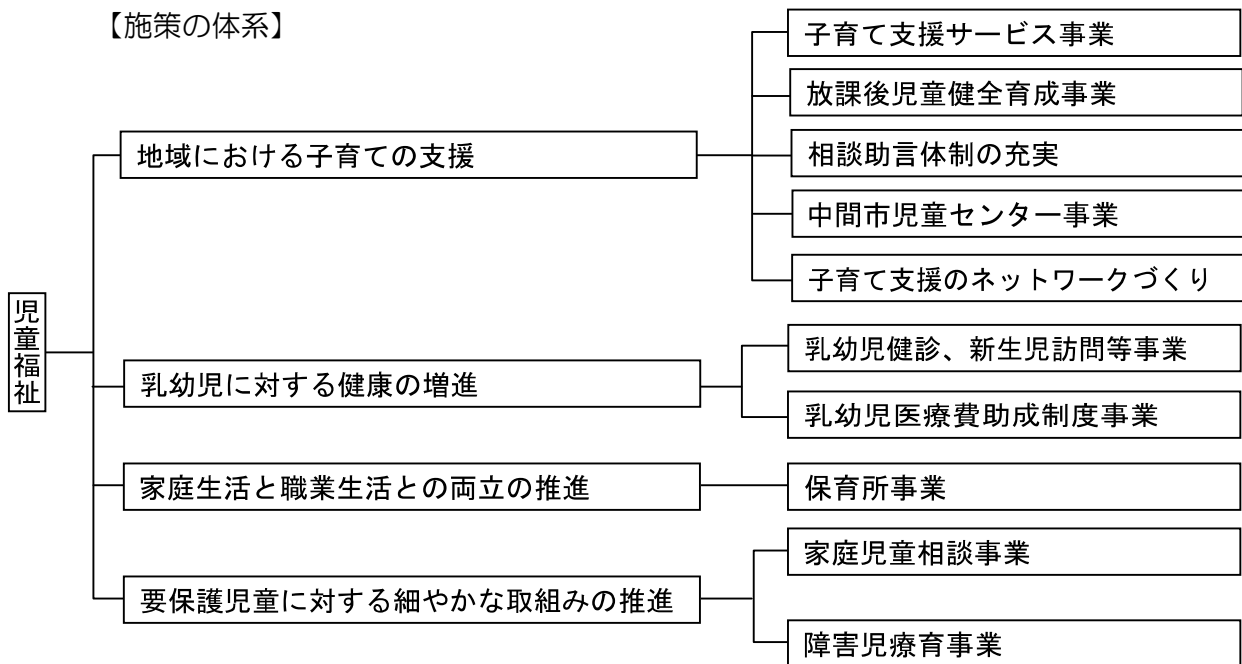 【施策の体系】
児童福祉
地域における子育ての支援
子育て支援サービス事業
放課後児童健全育成事業
相談助言体制の充実
中間市児童センター事業
子育て支援のネットワークづくり
乳幼児に対する健康の増進
乳幼児健診、新生児訪問等事業
乳幼児医療費助成制度事業
家庭生活と職業生活との両立の推進
保育所事業
要保護児童に対する細やかな取組みの推進
家庭児童相談事業
障害児療育事業